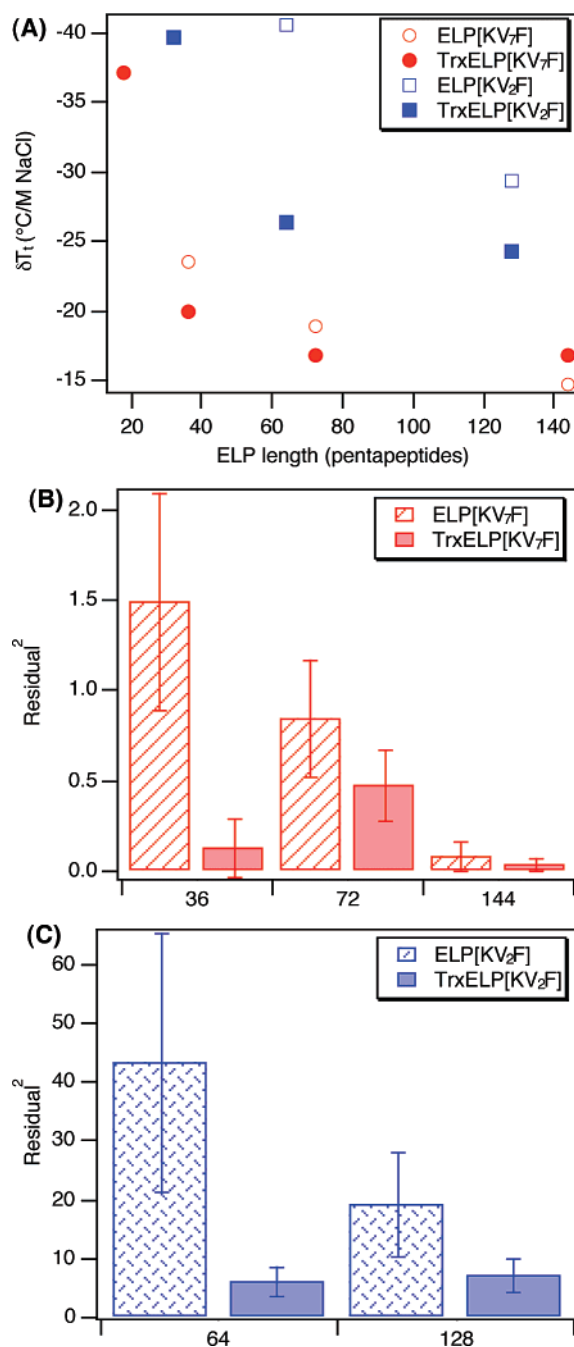 (A)
-40
-35
-30
-25
-20
-15
δTₜ (°C/M NaCl)
ELP[KV₇F]
TrxELP[KV₇F]
ELP[KV₂F]
TrxELP[KV₂F]
20 40 60 80 100 120 140
ELP length (pentapeptides)
(B)
2.0
1.5
1.0
0.5
0.0
Residual²
ELP[KV₇F]
TrxELP[KV₇F]
36 72 144
(C)
60
50
40
30
20
10
0
Residual²
ELP[KV₂F]
TrxELP[KV₂F]
64 128